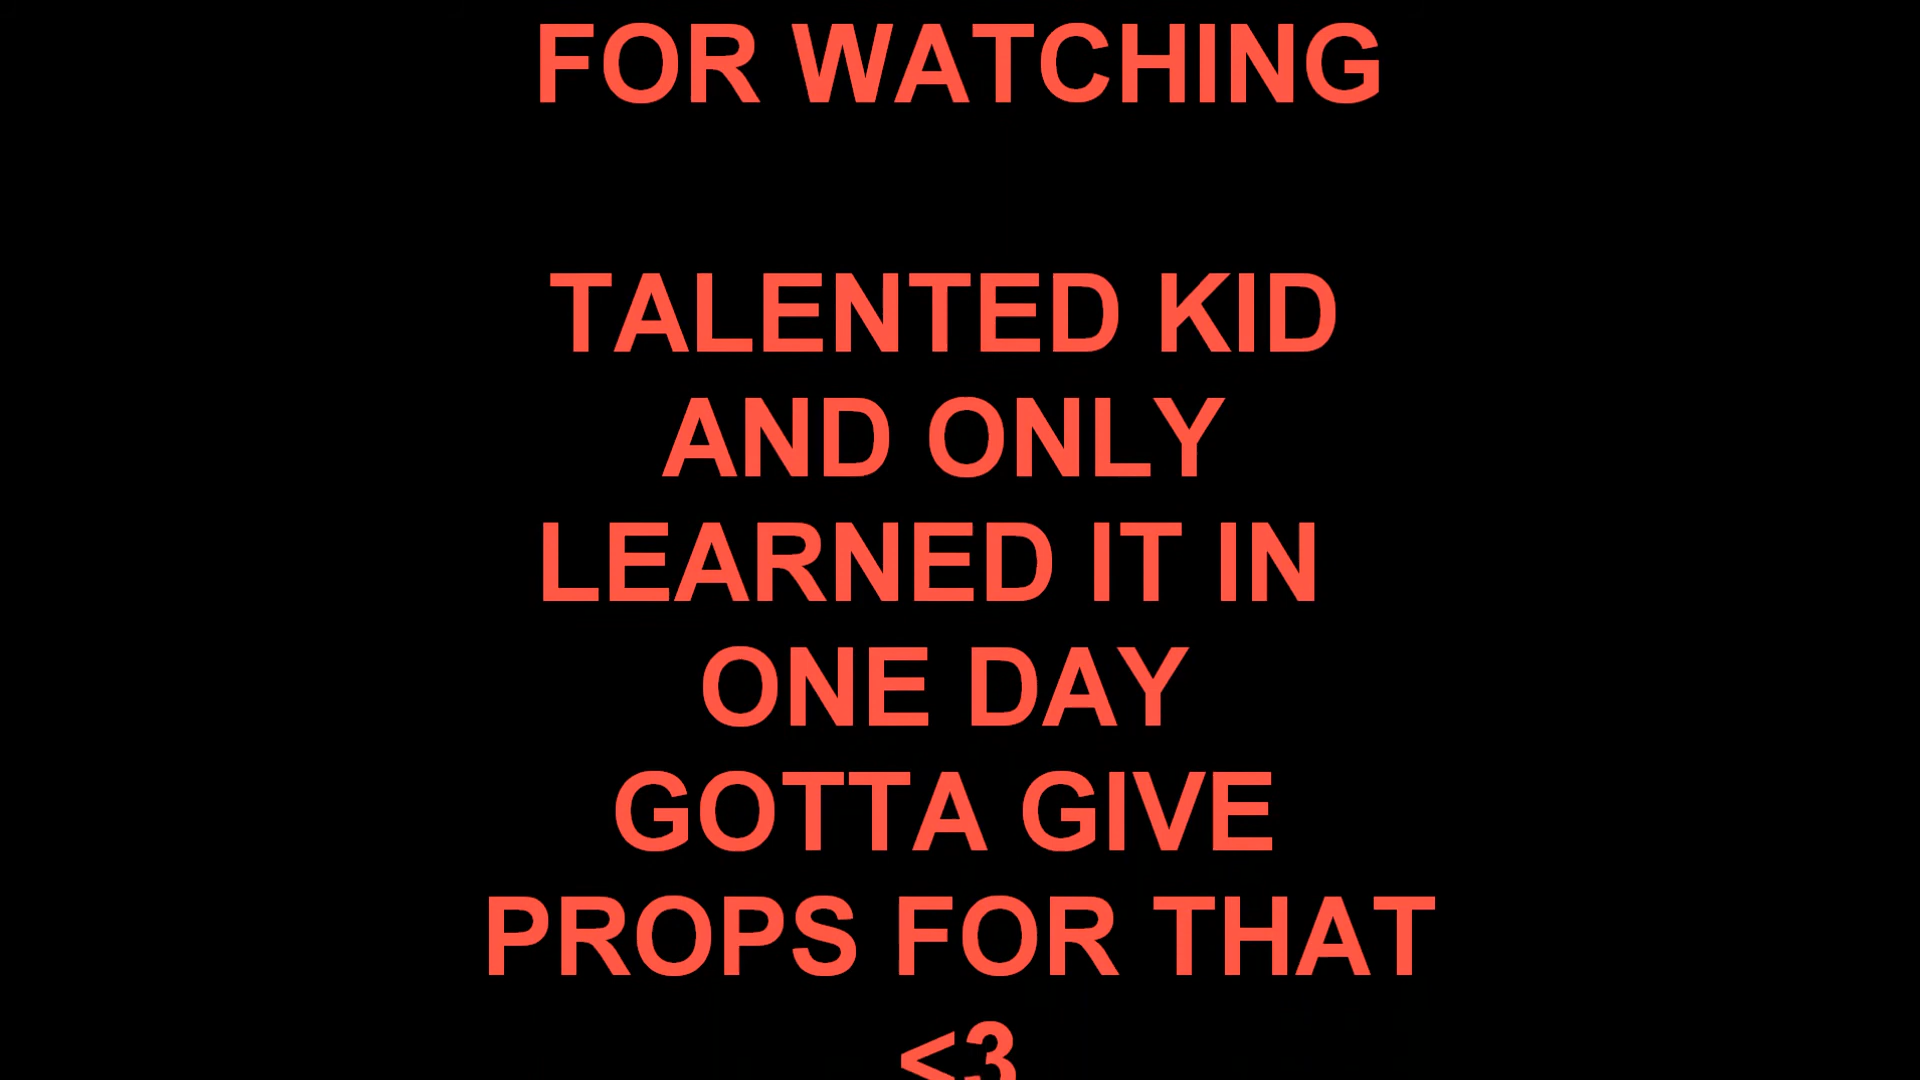 FOR WATCHING
TALENTED KID
AND ONLY
LEARNED IT IN
ONE DAY
GOTTA GIVE
PROPS FOR THAT
<3